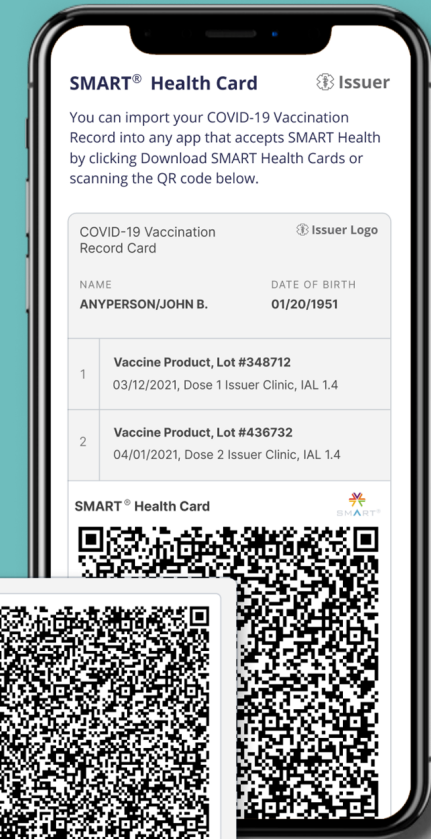 SMART® Health Card
Issuer
You can import your COVID-19 Vaccination
Record into any app that accepts SMART Health
by clicking Download SMART Health Cards or
scanning the QR code below.
COVID-19 Vaccination
Record Card
Issuer Logo
NAME
DATE OF BIRTH
ANYPERSON/JOHN B.
01/20/1951
1
Vaccine Product, Lot #348712
03/12/2021, Dose 1 Issuer Clinic, IAL 1.4
2
Vaccine Product, Lot #436732
04/01/2021, Dose 2 Issuer Clinic, IAL 1.4
SMART® Health Card
SMART®